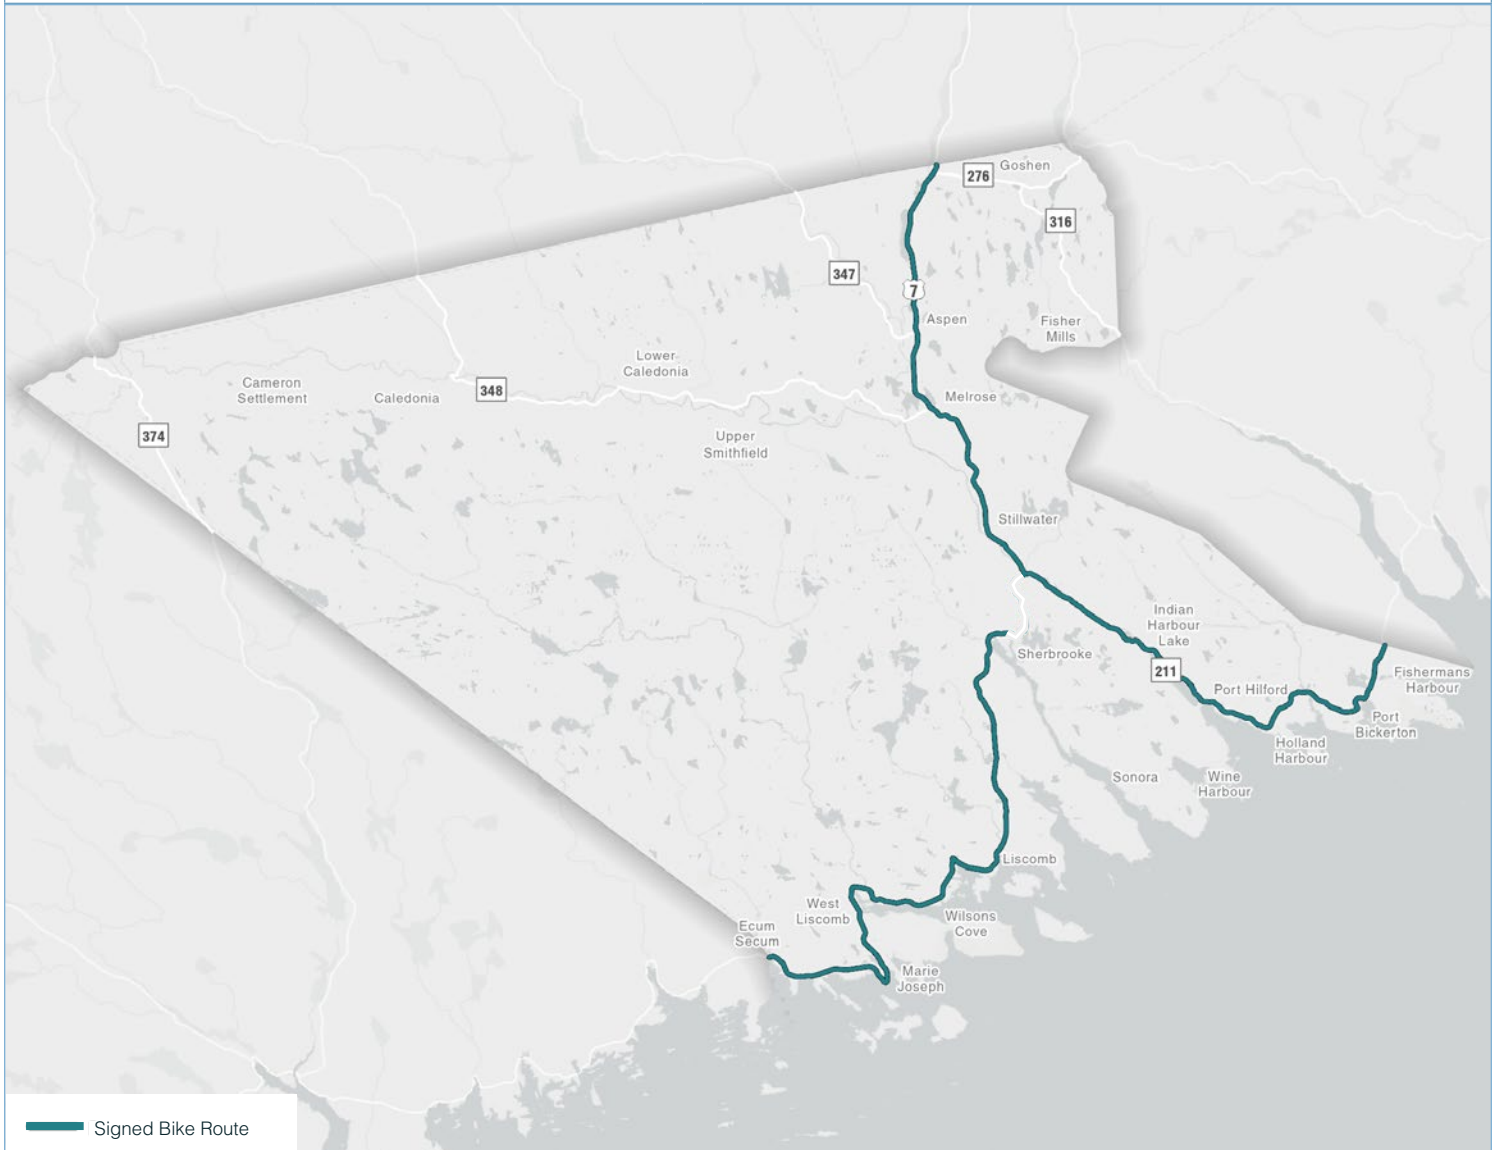 276
Goshen
316
347
7
Aspen
Fisher
Mills
Lower
Caledonia
Cameron
Settlement
Caledonia
348
Melrose
374
Upper
Smithfield
Stillwater
Indian
Harbour
Lake
Sherbrooke
211
Fishermans
Harbour
Port Hilford
Port
Bickerton
Holland
Harbour
Sonora
Wine
Harbour
Liscomb
West
Liscomb
Wilsons
Cove
Ecum
Secum
Marie
Joseph
Signed Bike Route